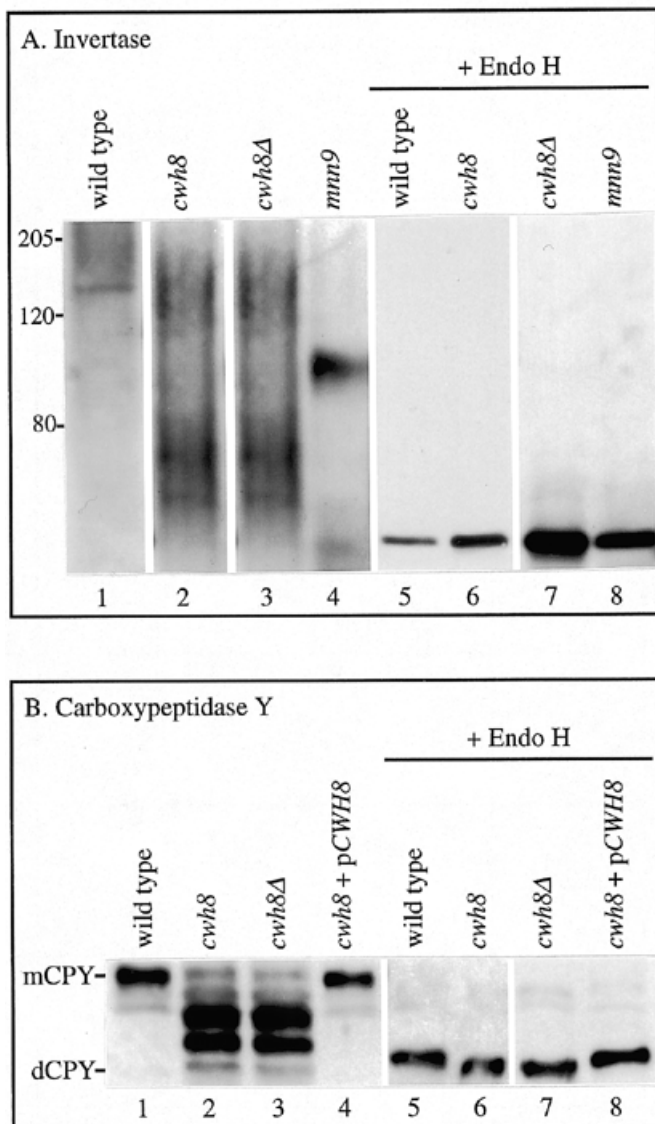 A. Invertase
+ Endo H
wild type
cwh8
cwh8Δ
mnn9
wild type
cwh8
cwh8Δ
mnn9
205-
120-
80-
1 2 3 4 5 6 7 8
B. Carboxypeptidase Y
+ Endo H
wild type
cwh8
cwh8Δ
cwh8 + pCWH8
wild type
cwh8
cwh8Δ
cwh8 + pCWH8
mCPY-
dCPY-
1 2 3 4 5 6 7 8